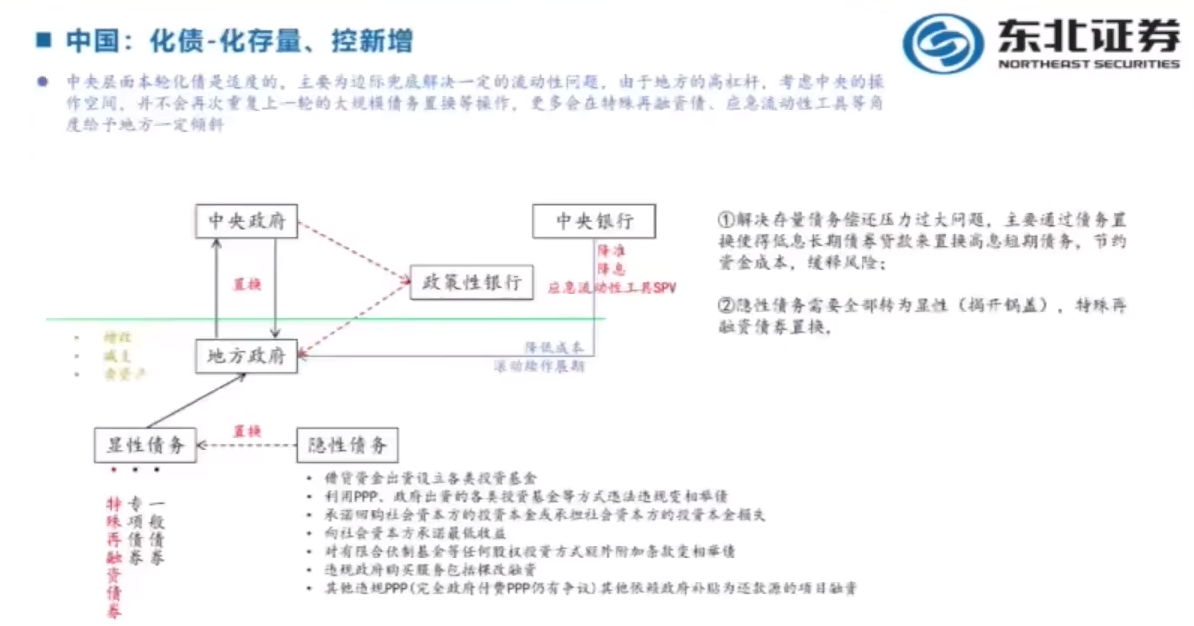 中国：化债-化存量、控新增
东北证券
NORTHEAST SECURITIES
中央层面本轮化债是适度的，主要为边际兜底解决一定的流动性问题，由于地方的高杠杆，考虑中央的操
作空间，并不会再次重复上一轮的大规模债务置换等操作，更多会在特殊再融资债、应急流动性工具等角
度给予地方一定倾斜
中央政府
中央银行
置换
政策性银行
降准
降息
应急流动性工具SPV
①解决存量债务偿还压力过大问题，主要通过债务置
换使得低息长期债券贷款来置换高息短期债务，节约
资金成本，缓释风险；
②隐性债务需要全部转为显性（揭开锅盖），特殊再
融资债券置换。
增收
减支
卖资产
地方政府
降低成本
滚动续作展期
显性债务
置换
隐性债务
特殊再融资债券
专项债券
一般债券
• 借贷资金出资设立各类投资基金
• 利用PPP、政府出资的各类投资基金等方式违法违规变相举债
• 承诺回购社会资本方的投资本金或承担社会资本方的投资本金损失
• 向社会资本方承诺最低收益
• 对有限合伙制基金等任何股权投资方式额外附加条款变相举债
• 违规政府购买服务包括棵改融资
• 其他违规PPP(完全政府付费PPP仍有争议)其他依赖政府补贴为还款源的项目融资